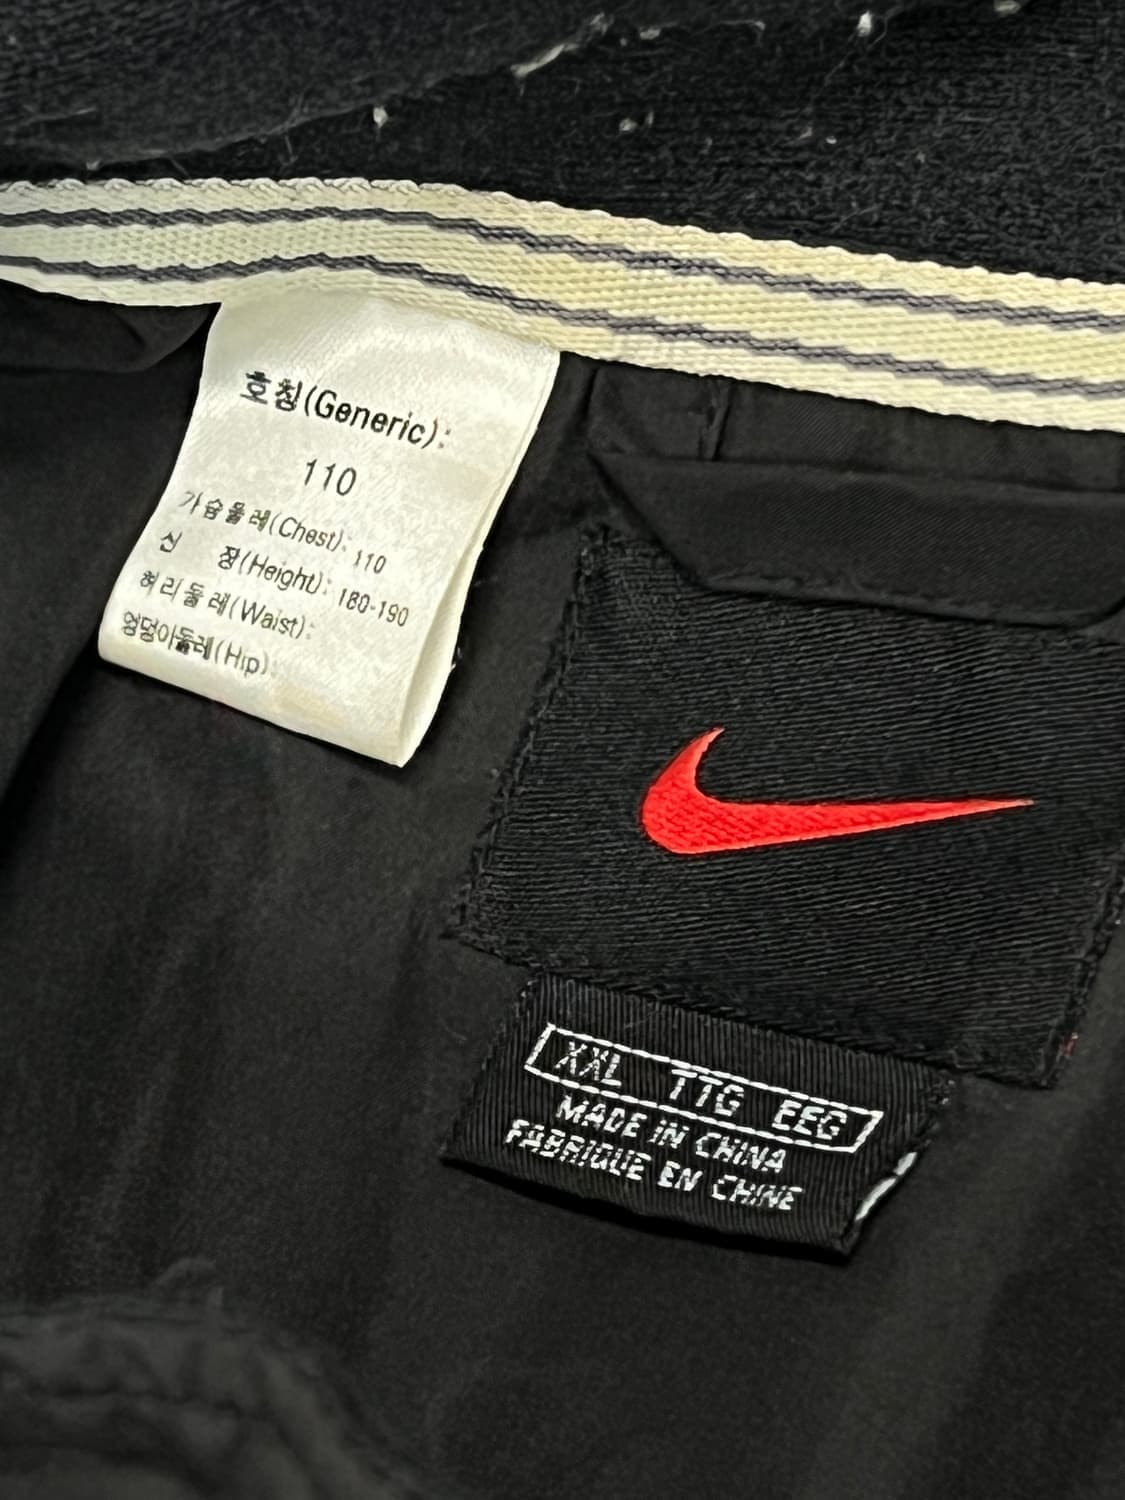 호칭(Generic):
110
가슴둘레(Chest): 110
신 장(Height): 180-190
허리둘레(Waist):
엉덩이둘레(Hip):
XXL TTG EEG
MADE IN CHINA
FABRIQUE EN CHINE